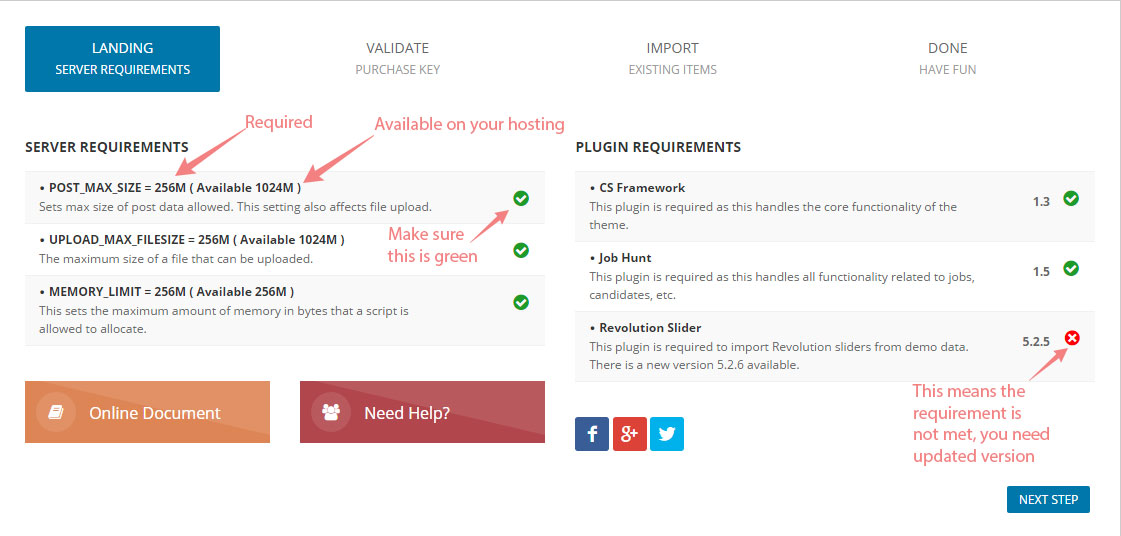 LANDING
SERVER REQUIREMENTS
VALIDATE
PURCHASE KEY
IMPORT
EXISTING ITEMS
DONE
HAVE FUN
Required
Available on your hosting
SERVER REQUIREMENTS
• POST_MAX_SIZE = 256M ( Available 1024M )
Sets max size of post data allowed. This setting also affects file upload.
Make sure
this is green
• UPLOAD_MAX_FILESIZE = 256M ( Available 1024M )
The maximum size of a file that can be uploaded.
• MEMORY_LIMIT = 256M ( Available 256M )
This sets the maximum amount of memory in bytes that a script is
allowed to allocate.
Online Document
Need Help?
PLUGIN REQUIREMENTS
• CS Framework
This plugin is required as this handles the core functionality of the
theme.
1.3
• Job Hunt
This plugin is required as this handles all functionality related to jobs,
candidates, etc.
1.5
• Revolution Slider
This plugin is required to import Revolution sliders from demo data.
There is a new version 5.2.6 available.
5.2.5
This means the
requirement is
not met, you need
updated version
f
g+
NEXT STEP